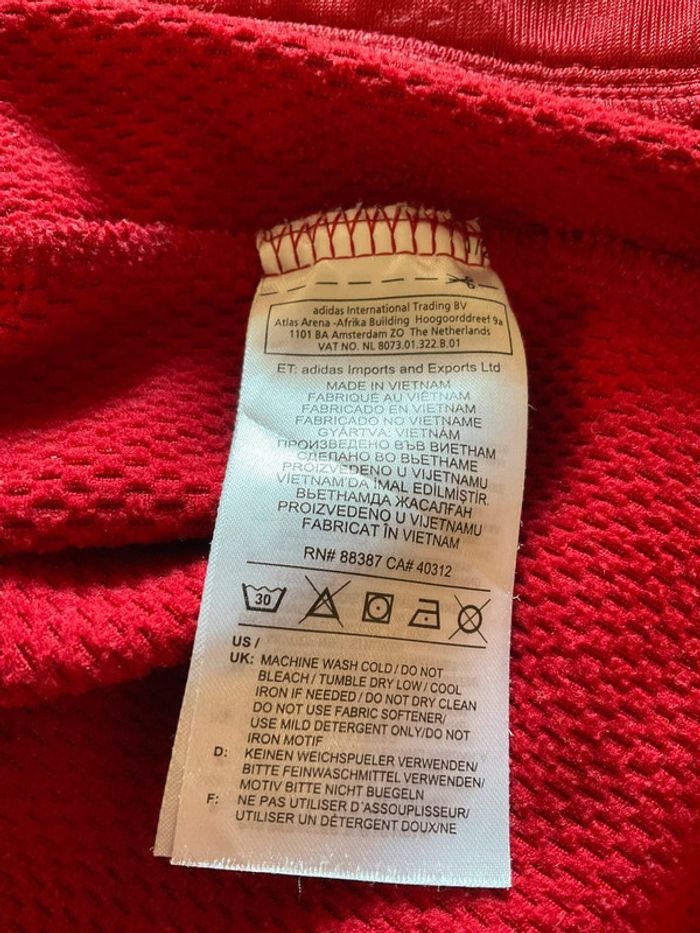 adidas International Trading BV
Atlas Arena -Afrika Building Hoogoorddreef 9a
1101 BA Amsterdam ZO The Netherlands
VAT NO. NL 8073.01.322.B.01
ET: adidas Imports and Exports Ltd
MADE IN VIETNAM
FABRIQUÉ AU VIÊTNAM
FABRICADO EN VIETNAM
FABRICADO NO VIETNAME
GYÁRTVA: VIETNÁM
ПРОИЗВЕДЕНО ВЪВ ВИЕТНАМ
СДЕЛАНО ВО ВЬЕТНАМЕ
PROIZVEDENO U VIJETNAMU
VIETNAM'DA İMAL EDİLMİŞTİR.
ВЬЕТНАМДА ЖАСАЛҒАН
PROIZVEDENO U VIJETNAMU
FABRICAT ÎN VIETNAM
RN# 88387 CA# 40312
30
US /
UK: MACHINE WASH COLD / DO NOT
BLEACH / TUMBLE DRY LOW / COOL
IRON IF NEEDED / DO NOT DRY CLEAN
DO NOT USE FABRIC SOFTENER/
USE MILD DETERGENT ONLY/DO NOT
IRON MOTIF
D: KEINEN WEICHSPUELER VERWENDEN/
BITTE FEINWASCHMITTEL VERWENDEN/
MOTIV BITTE NICHT BUEGELN
F: NE PAS UTILISER D'ASSOUPLISSEUR/
UTILISER UN DÉTERGENT DOUX/NE